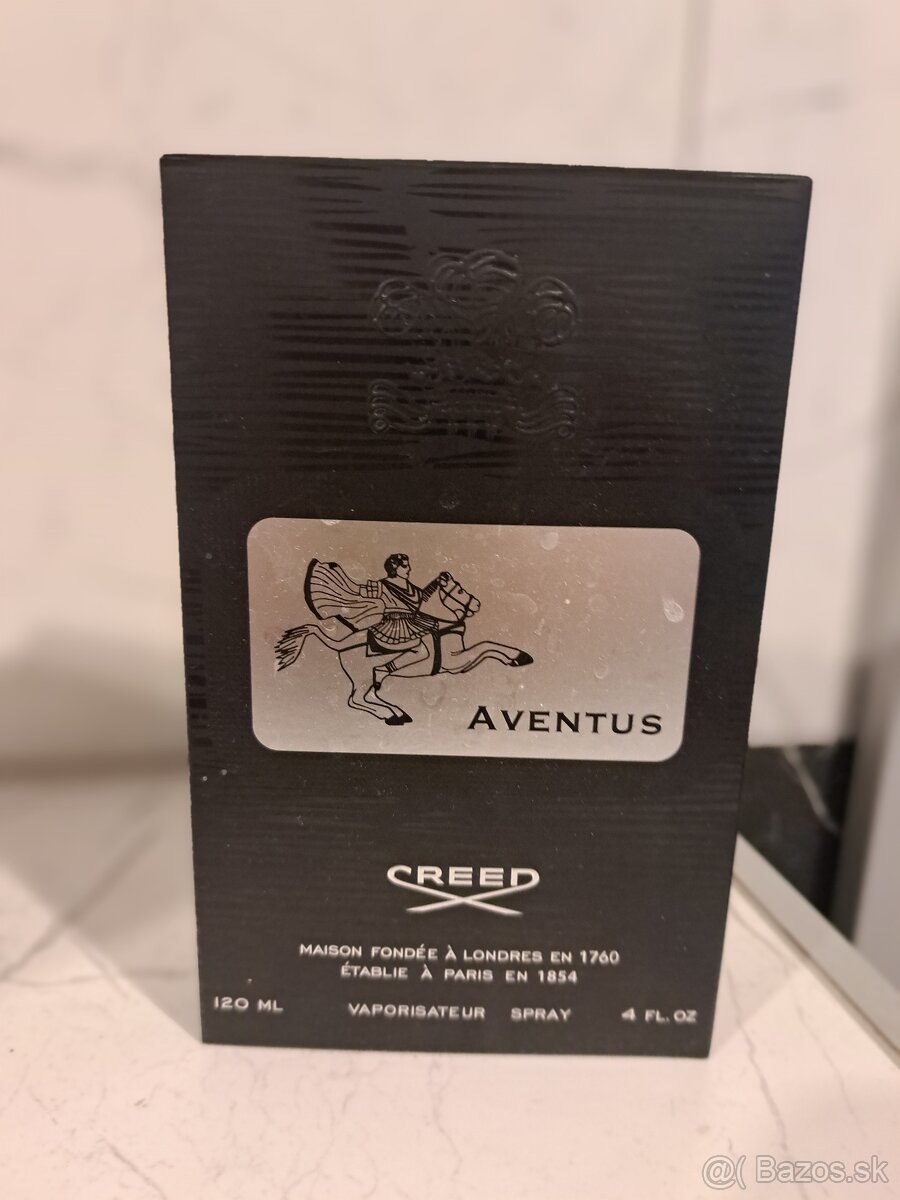 AVENTUS
CREED
MAISON FONDÉE À LONDRES EN 1760
ÉTABLIE À PARIS EN 1854
120 ML VAPORISATEUR SPRAY 4 FL. OZ
@( Bazos.sk